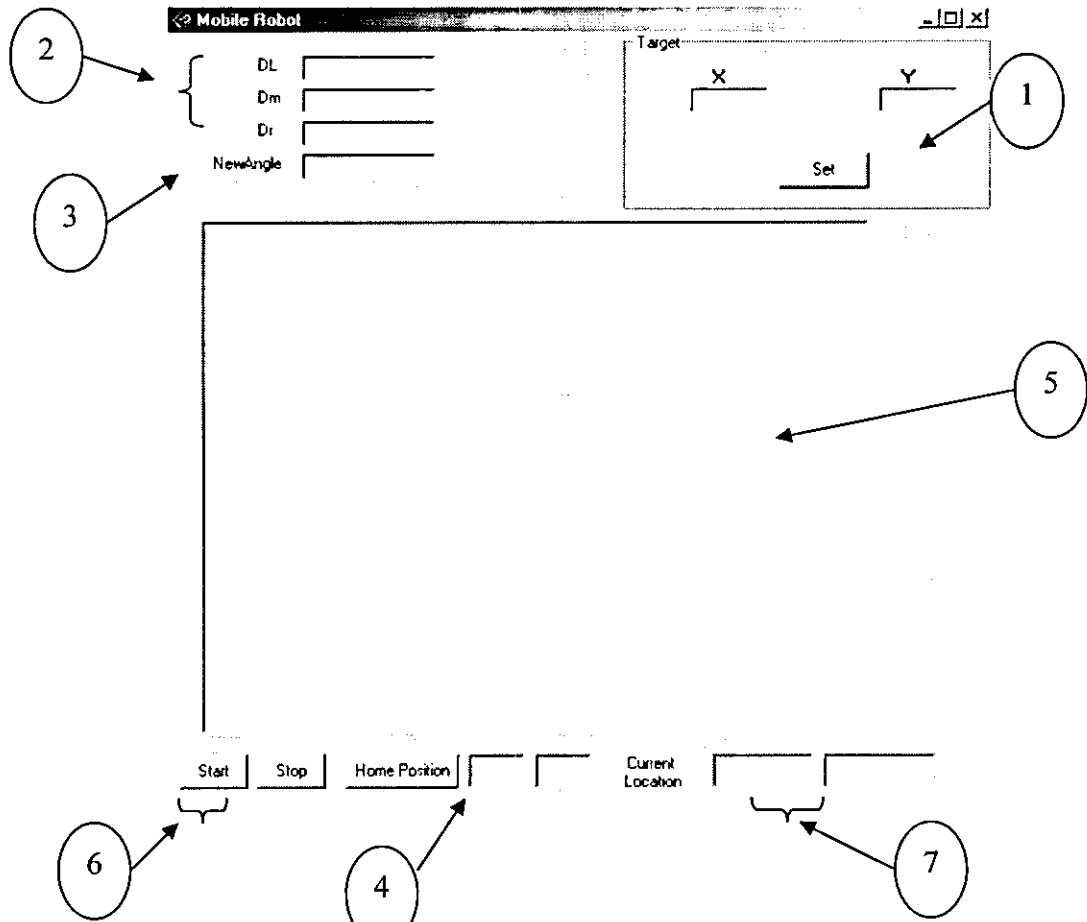 Mobile Robot
2
DL
Dm
Dr
NewAngle
3
Target
X Y
Set
1
5
Start Stop Home Position Current
Location
6
4
7